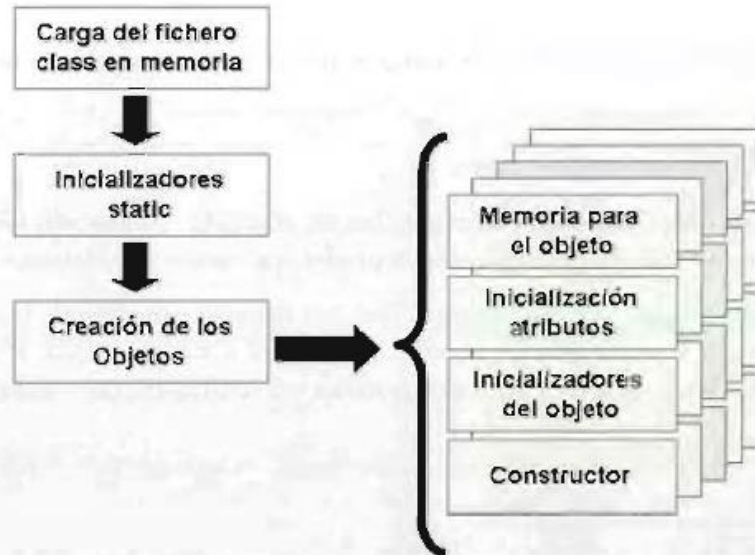 Carga del fichero
class en memoria
Inicializadores
static
Creación de los
Objetos
Memoria para
el objeto
Inicialización
atributos
Inicializadores
del objeto
Constructor